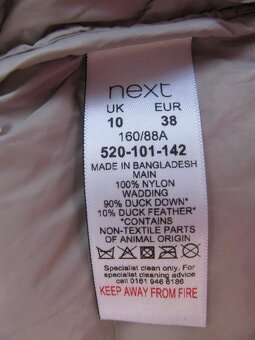 next
UK EUR
10 38
160/88A
520-101-142
MADE IN BANGLADESH
MAIN
100% NYLON
WADDING
90% DUCK DOWN*
10% DUCK FEATHER*
*CONTAINS
NON-TEXTILE PARTS
OF ANIMAL ORIGIN
Specialist clean only. For
specialist cleaning advice
call 0161 946 6186
KEEP AWAY FROM FIRE